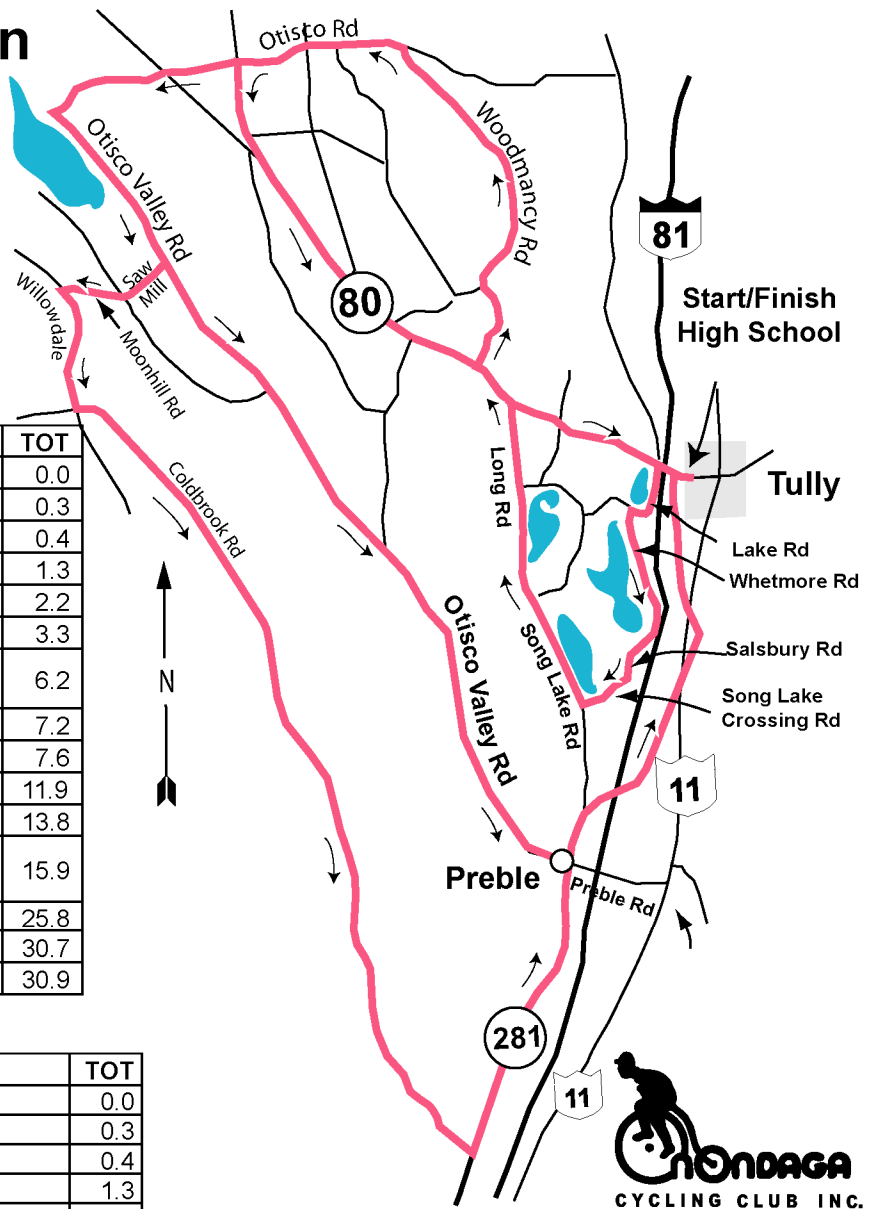 n
Otisco Rd
Otisco Valley Rd
Woodmancy Rd
81
Start/Finish
High School
Saw
Mill
Willowdale
80
Moonhill Rd
Coldbrook Rd
Long Rd
Tully
Lake Rd
Whetmore Rd
Salsbury Rd
Song Lake
Crossing Rd
Song Lake Rd
N
Otisco Valley Rd
11
Preble
Preble Rd
281
11
TOT
0.0
0.3
0.4
1.3
2.2
3.3
6.2
7.2
7.6
11.9
13.8
15.9
25.8
30.7
30.9
TOT
0.0
0.3
0.4
1.3
ONONDAGA
CYCLING CLUB INC.